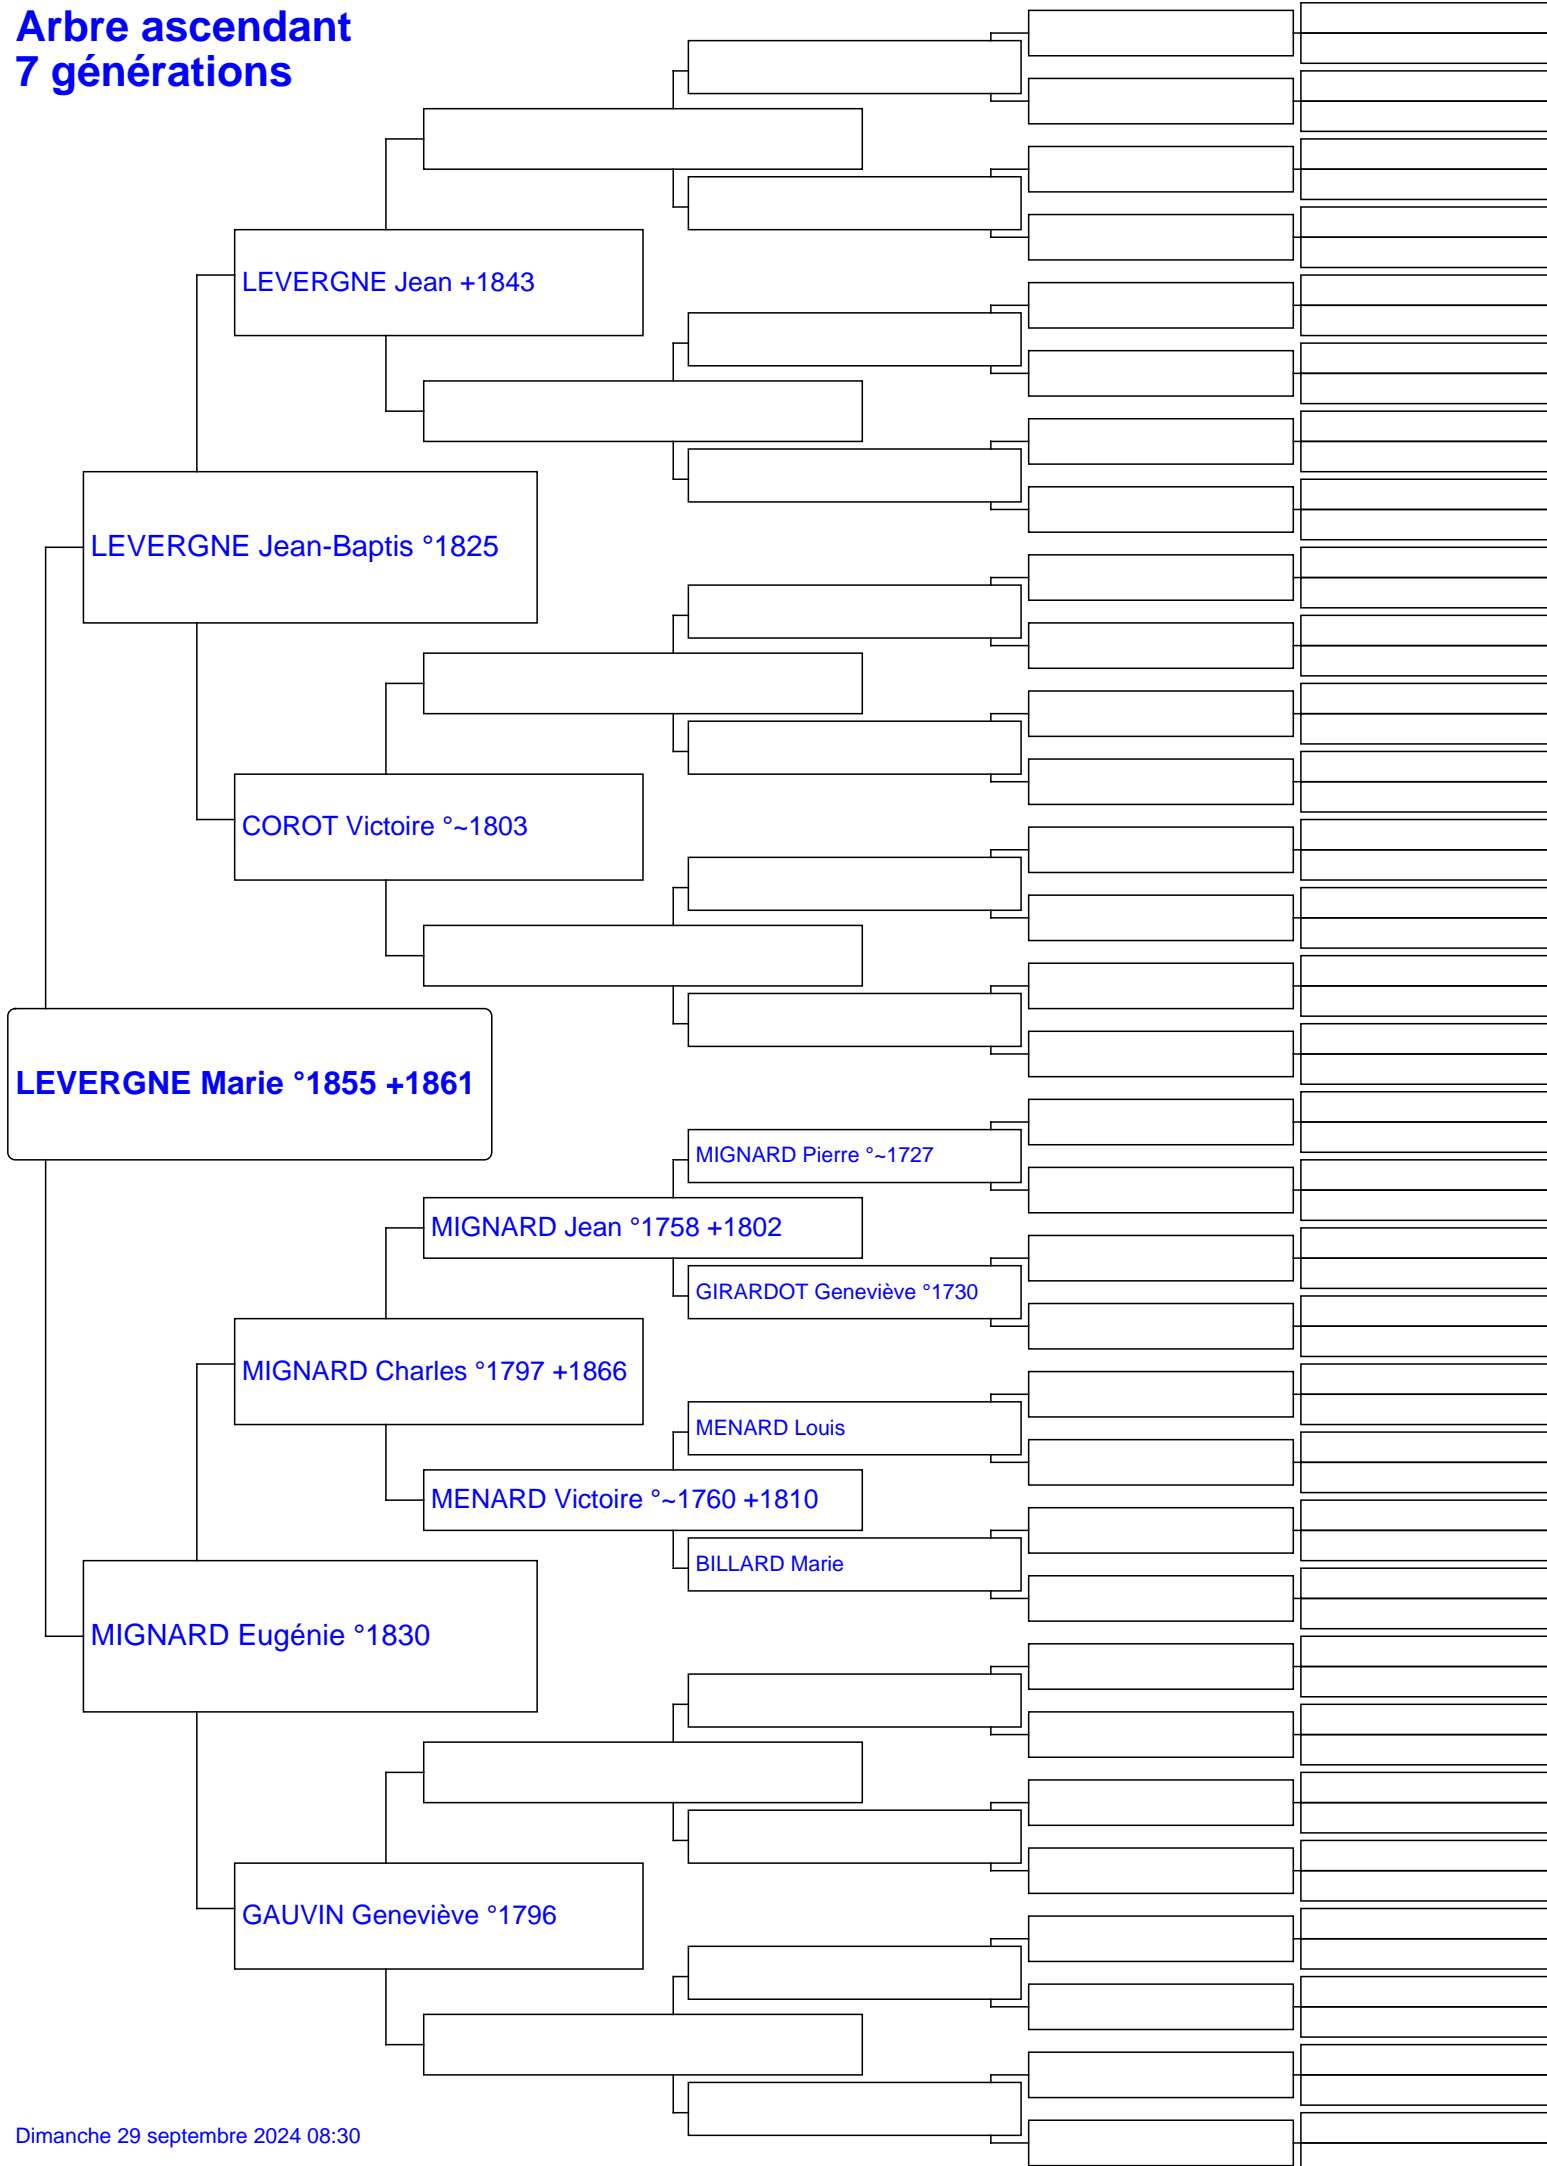 Arbre ascendant
7 générations
LEVERGNE Jean +1843
LEVERGNE Jean-Baptis °1825
COROT Victoire °~1803
LEVERGNE Marie °1855 +1861
MIGNARD Pierre °~1727
MIGNARD Jean °1758 +1802
GIRARDOT Geneviève °1730
MIGNARD Charles °1797 +1866
MENARD Louis
MENARD Victoire °~1760 +1810
BILLARD Marie
MIGNARD Eugénie °1830
GAUVIN Geneviève °1796
Dimanche 29 septembre 2024 08:30